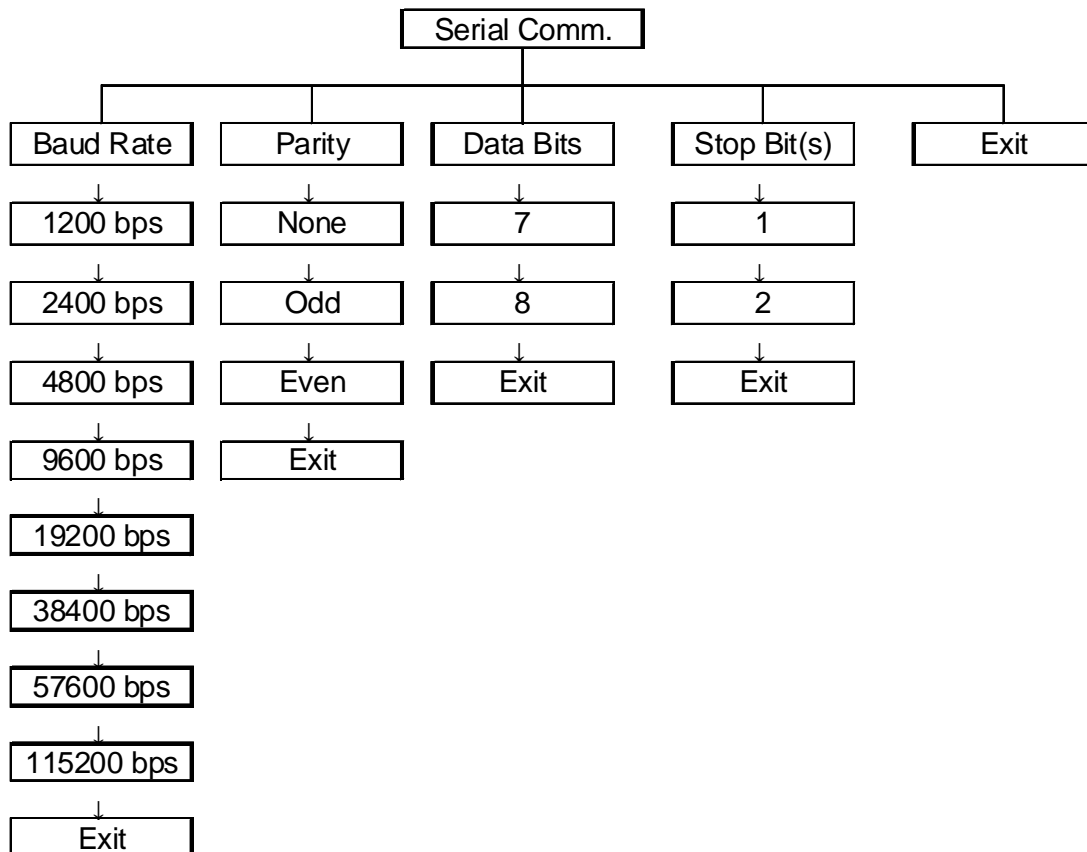 Serial Comm.
Baud Rate
Parity
Data Bits
Stop Bit(s)
Exit
↓
↓
↓
↓
1200 bps
None
7
1
↓
↓
↓
↓
2400 bps
Odd
8
2
↓
↓
↓
↓
4800 bps
Even
Exit
Exit
↓
↓
9600 bps
Exit
↓
19200 bps
↓
38400 bps
↓
57600 bps
↓
115200 bps
↓
Exit